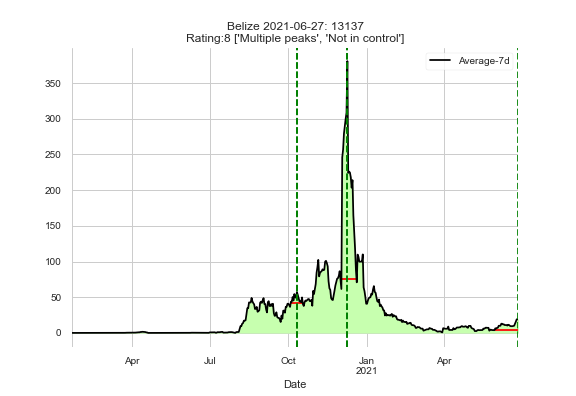 Belize 2021-06-27: 13137
Rating:8 ['Multiple peaks', 'Not in control']
Average-7d
350
300
250
200
150
100
50
0
Apr
Jul
Oct
Jan
2021
Apr
Date